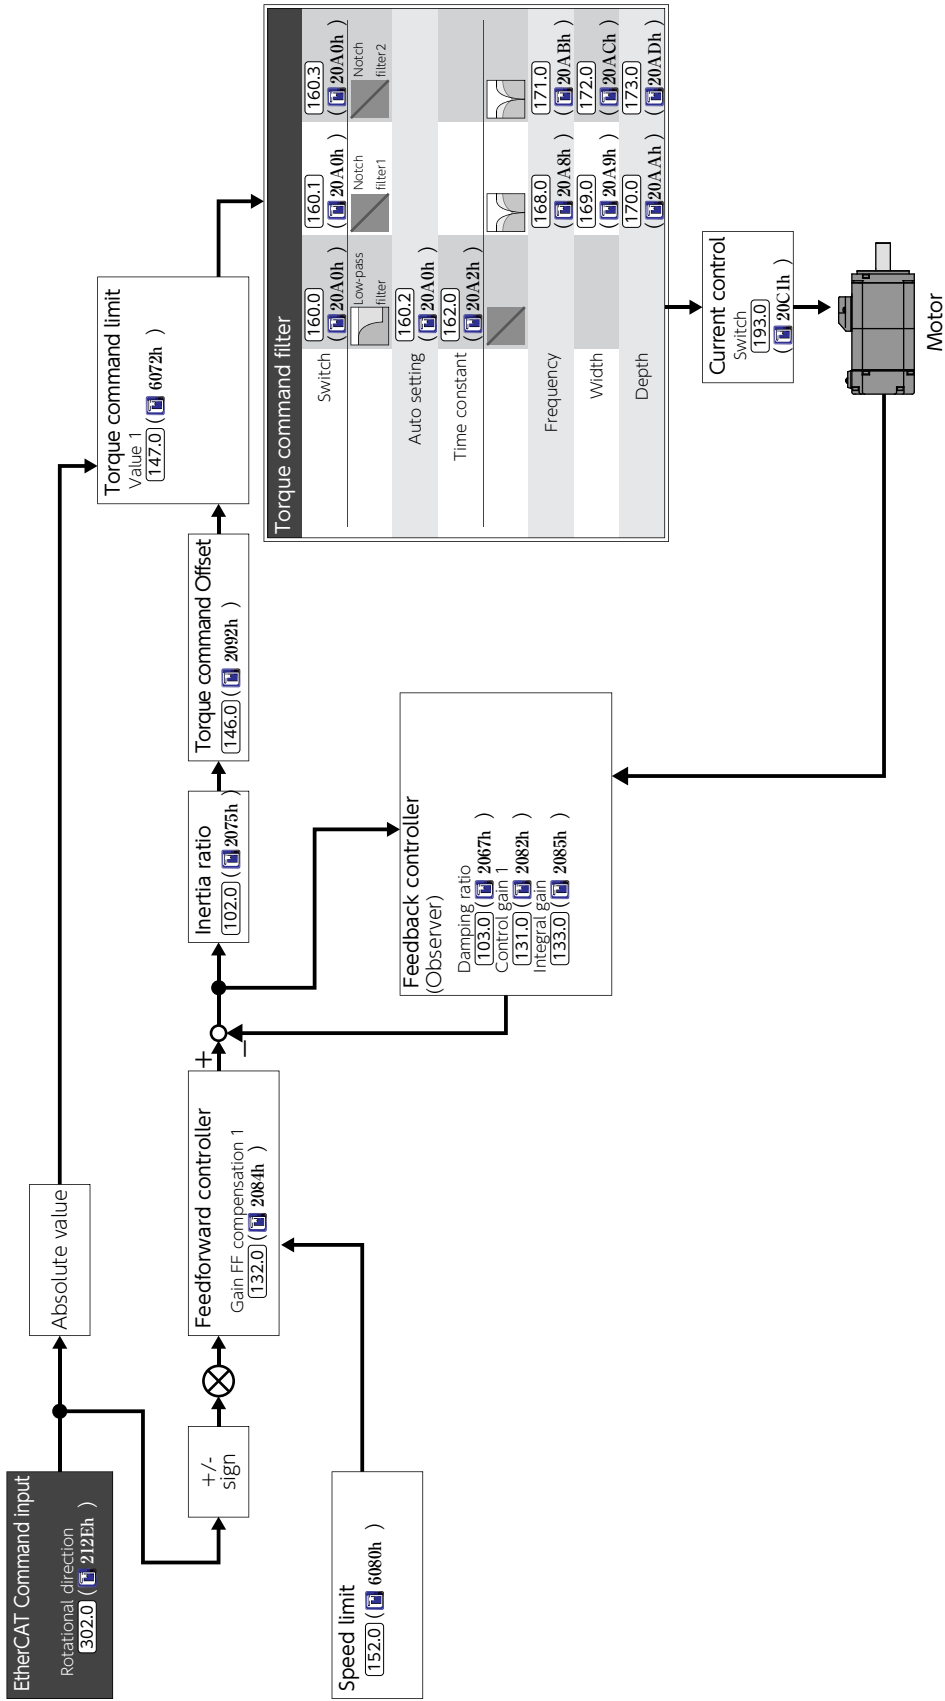 EtherCAT Command input
Rotational direction
302.0 ( 212Eh )
Absolute value
+/-
sign
Speed limit
152.0 ( 6080h )
Feedforward controller
Gain FF compensation 1
132.0 ( 2084h )
+
−
Inertia ratio
102.0 ( 2075h )
Torque command Offset
146.0 ( 2092h )
Torque command limit
Value 1
147.0 ( 6072h )
Feedback controller
(Observer)
Damping ratio
103.0 ( 2067h )
Control gain 1
131.0 ( 2082h )
Integral gain
133.0 ( 2085h )
Torque command filter
Switch 160.0 160.1 160.3
( 20A0h ) ( 20A0h ) ( 20A0h )
Low-pass Notch Notch
filter filter1 filter2
Auto setting 160.2
( 20A0h )
Time constant 162.0
( 20A2h )
Frequency 168.0 171.0
( 20A8h ) ( 20ABh )
Width 169.0 172.0
( 20A9h ) ( 20ACh )
Depth 170.0 173.0
( 20AAh ) ( 20ADh )
Current control
Switch
193.0
( 20C1h )
Motor